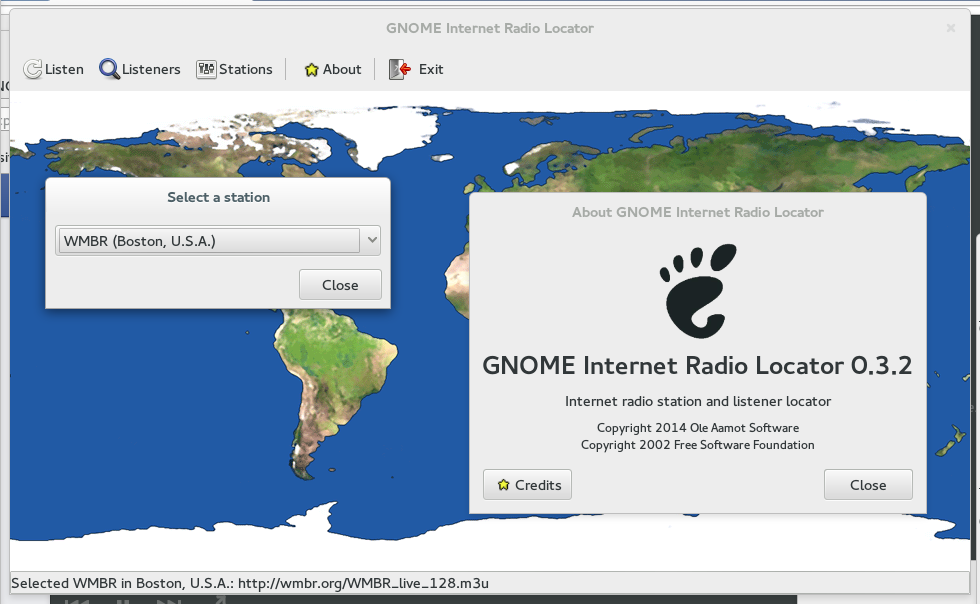 GNOME Internet Radio Locator
Listen Listeners Stations About Exit
Select a station
WMBR (Boston, U.S.A.)
Close
About GNOME Internet Radio Locator
GNOME Internet Radio Locator 0.3.2
Internet radio station and listener locator
Copyright 2014 Ole Aamot Software
Copyright 2002 Free Software Foundation
Credits Close
Selected WMBR in Boston, U.S.A.: http://wmbr.org/WMBR_live_128.m3u